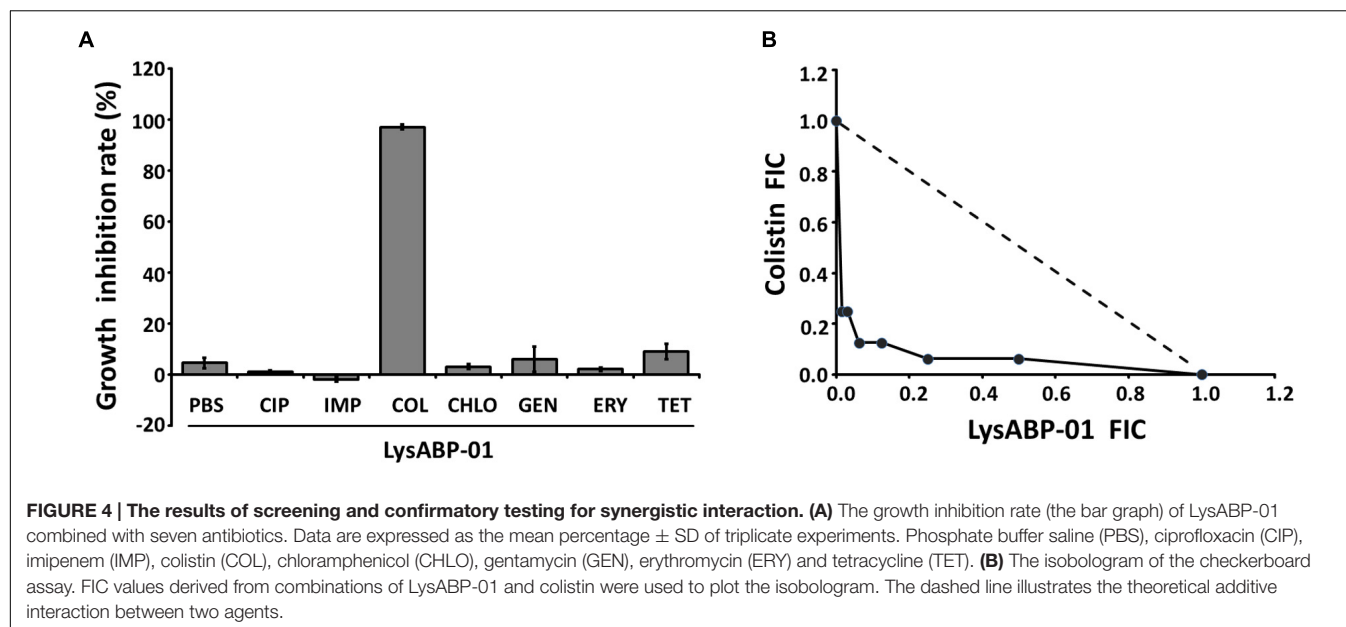 A
Growth inhibition rate (%)
120
100
80
60
40
20
0
-20
PBS CIP IMP COL CHLO GEN ERY TET
LysABP-01
B
Colistin FIC
1.2
1.0
0.8
0.6
0.4
0.2
0.0
0.0 0.2 0.4 0.6 0.8 1.0 1.2
LysABP-01 FIC
FIGURE 4 | The results of screening and confirmatory testing for synergistic interaction. (A) The growth inhibition rate (the bar graph) of LysABP-01
combined with seven antibiotics. Data are expressed as the mean percentage ± SD of triplicate experiments. Phosphate buffer saline (PBS), ciprofloxacin (CIP),
imipenem (IMP), colistin (COL), chloramphenicol (CHLO), gentamycin (GEN), erythromycin (ERY) and tetracycline (TET). (B) The isobologram of the checkerboard
assay. FIC values derived from combinations of LysABP-01 and colistin were used to plot the isobologram. The dashed line illustrates the theoretical additive
interaction between two agents.